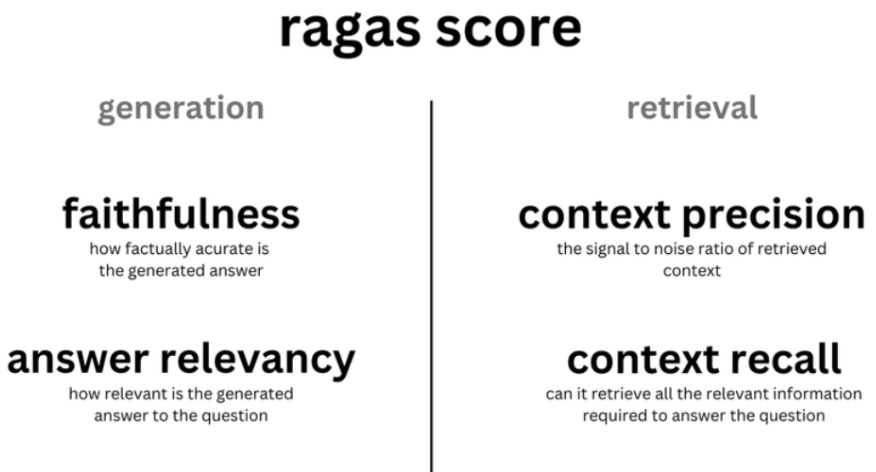 ragas score
generation
faithfulness
how factually acurate is
the generated answer
answer relevancy
how relevant is the generated
answer to the question
retrieval
context precision
the signal to noise ratio of retrieved
context
context recall
can it retrieve all the relevant information
required to answer the question